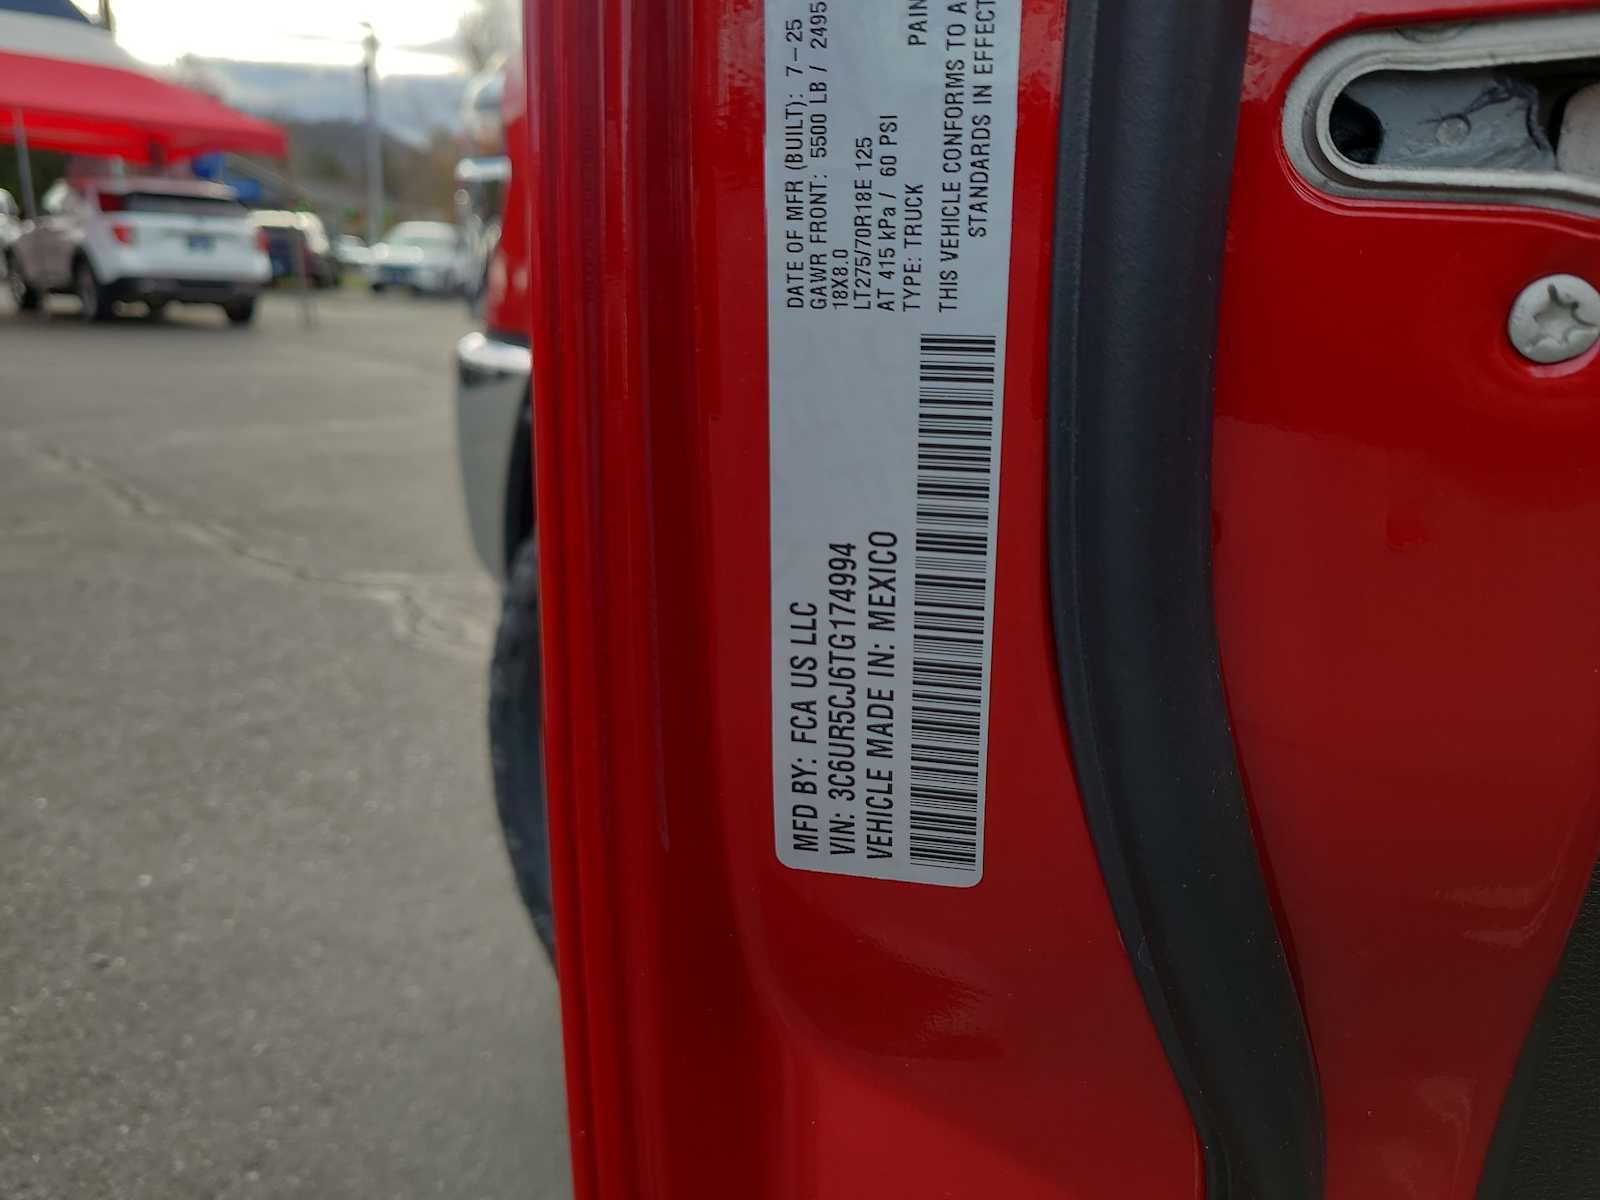 MFD BY: FCA US LLC
VIN: 3C6UR5CJ6TG174994
VEHICLE MADE IN: MEXICO
DATE OF MFR (BUILT): 7-25
GAWR FRONT: 5500 LB / 2495
18X8.0
LT275/70R18E 125
AT 415 kPa / 60 PSI
TYPE: TRUCK
PAIN
THIS VEHICLE CONFORMS TO A
STANDARDS IN EFFECT